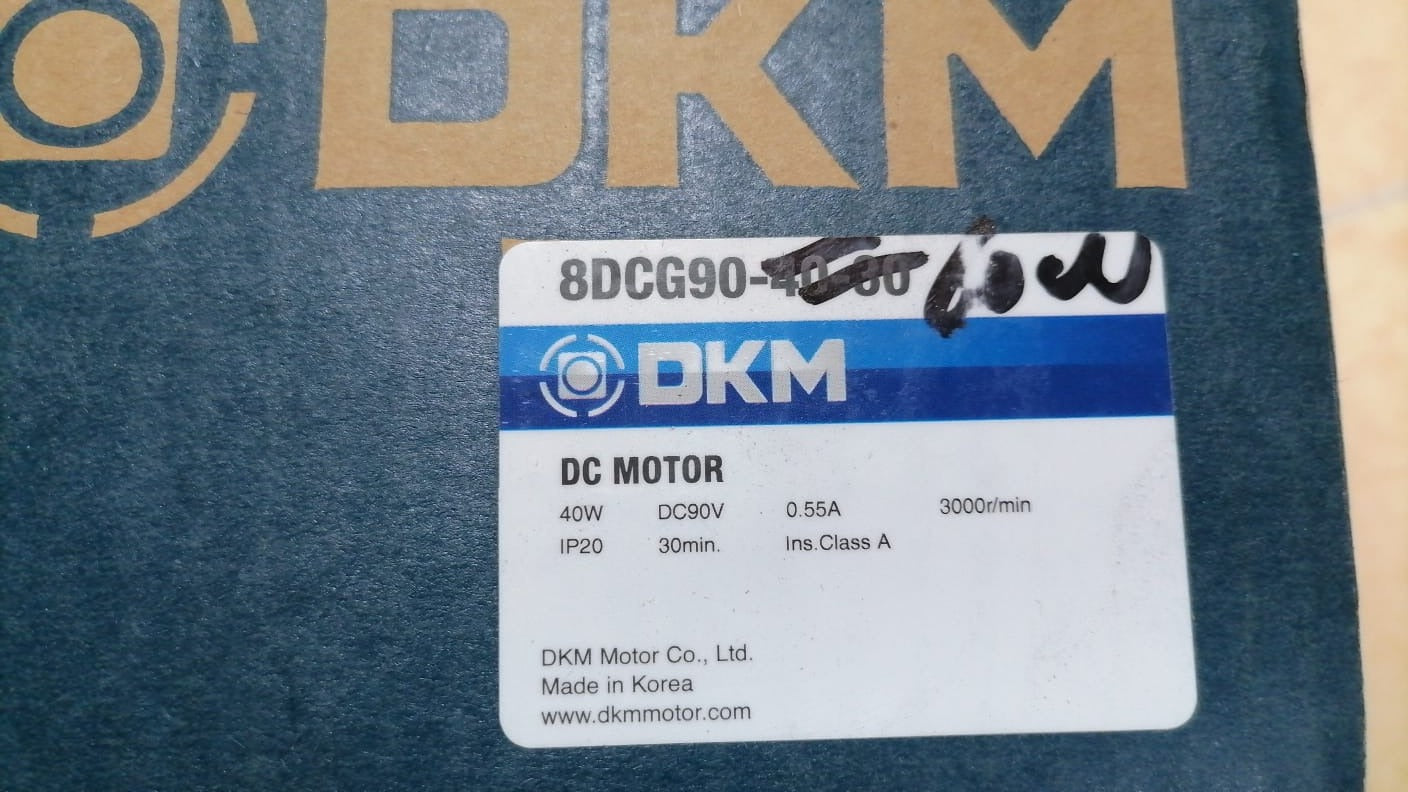 DKM
8DCG90-40-30
DKM
DC MOTOR
40W DC90V 0.55A 3000r/min
IP20 30min. Ins.Class A
DKM Motor Co., Ltd.
Made in Korea
www.dkmmotor.com